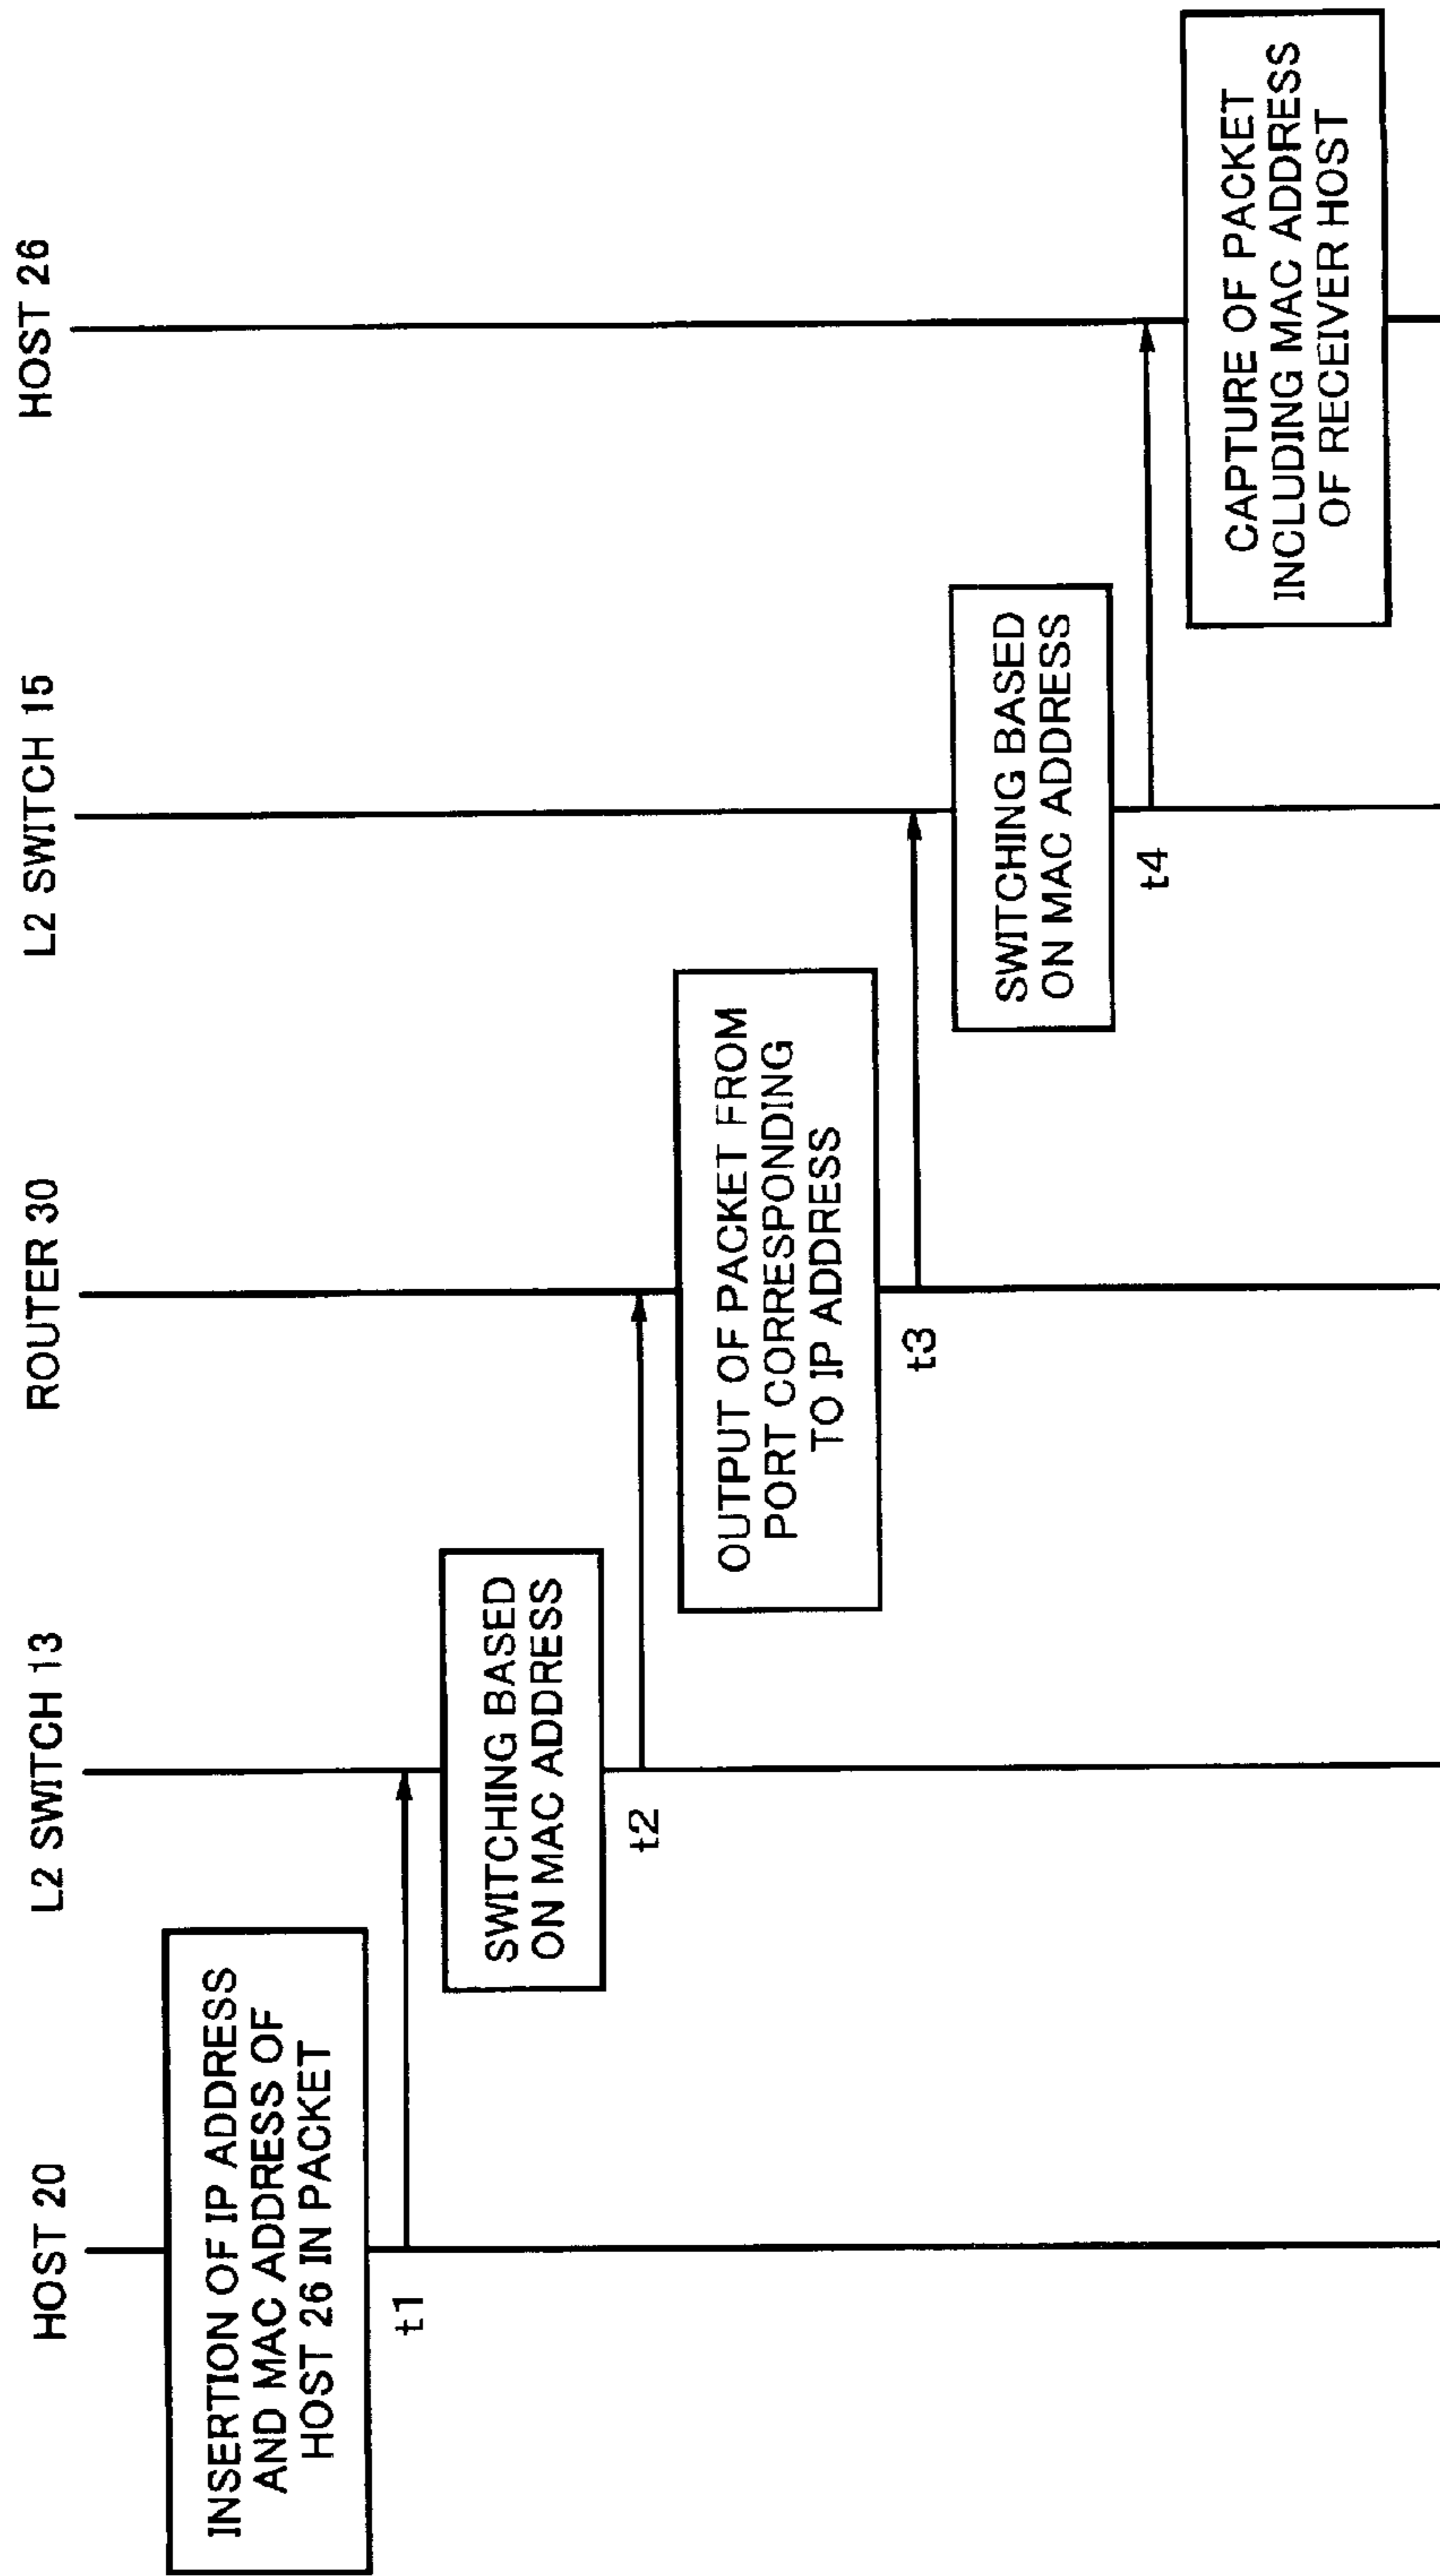 HOST 20
L2 SWITCH 13
ROUTER 30
L2 SWITCH 15
HOST 26
INSERTION OF IP ADDRESS
AND MAC ADDRESS OF
HOST 26 IN PACKET
t1
SWITCHING BASED
ON MAC ADDRESS
t2
OUTPUT OF PACKET FROM
PORT CORRESPONDING
TO IP ADDRESS
t3
SWITCHING BASED
ON MAC ADDRESS
t4
CAPTURE OF PACKET
INCLUDING MAC ADDRESS
OF RECEIVER HOST